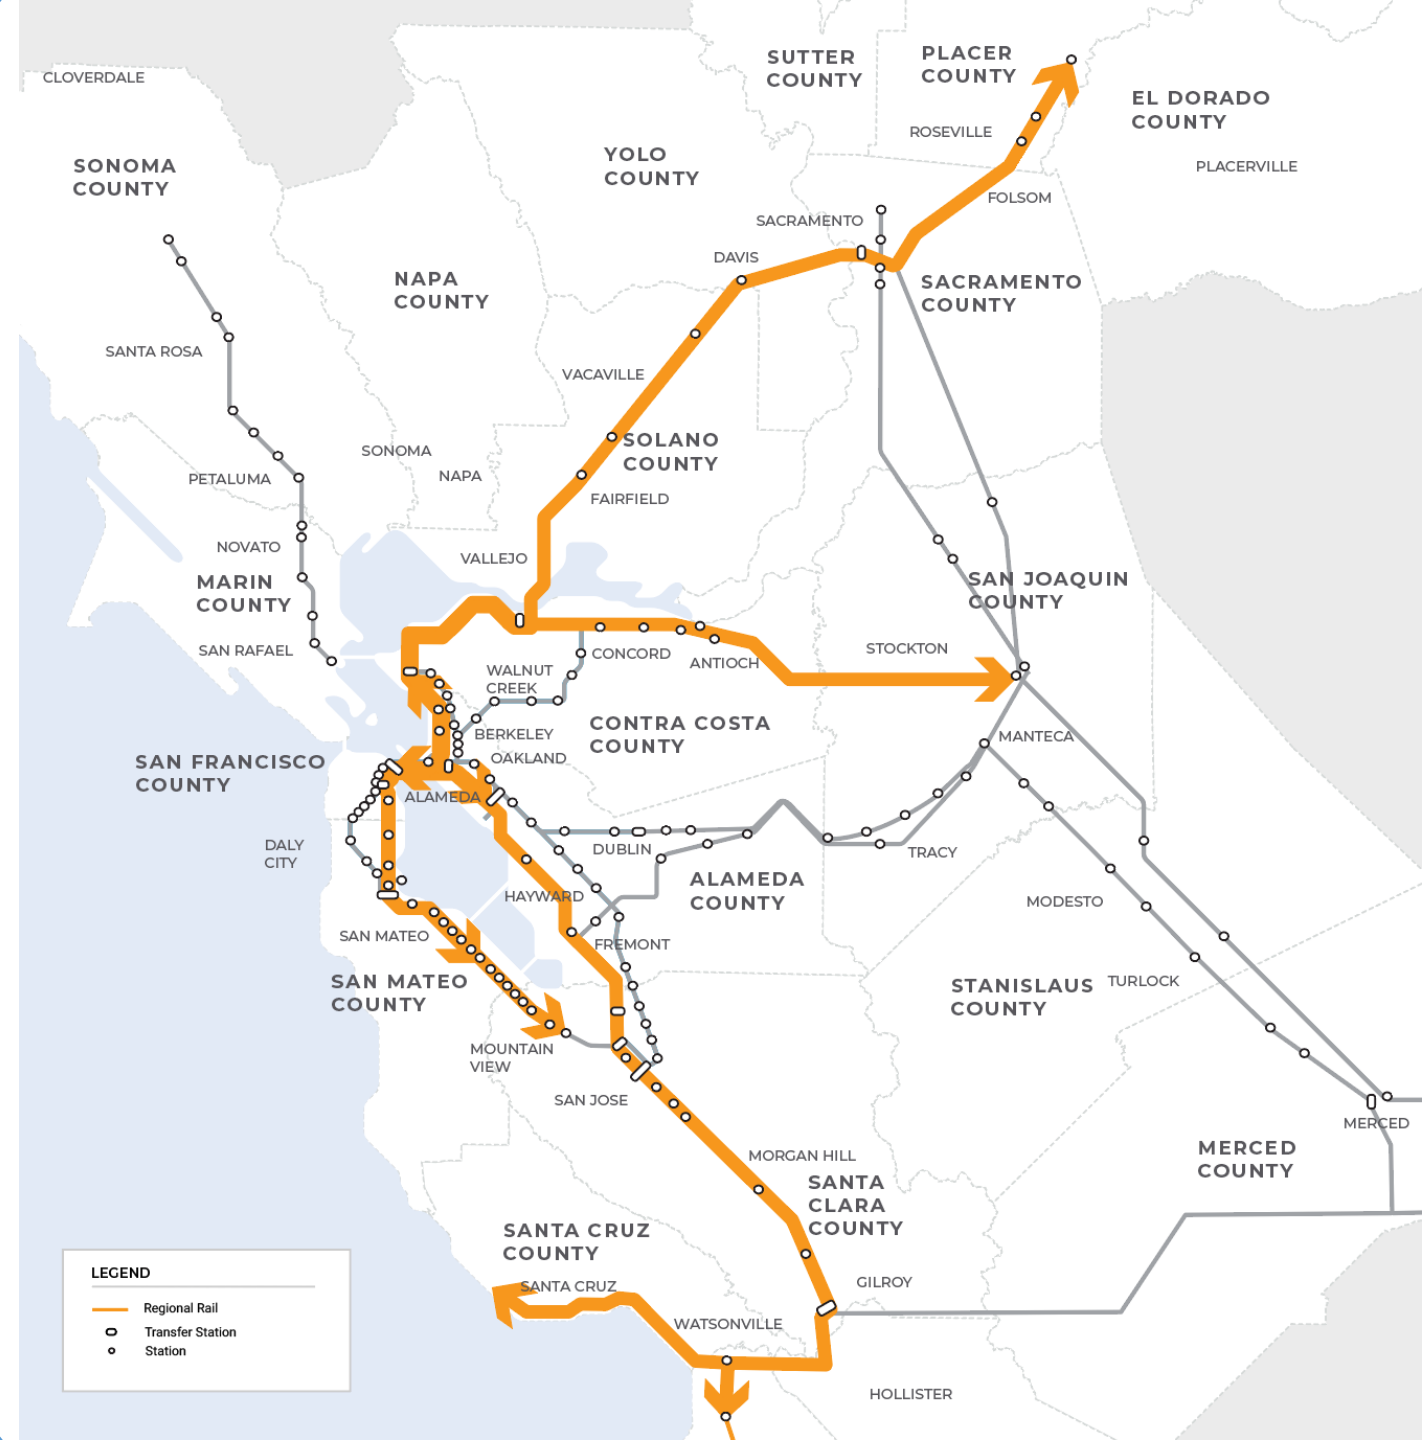 SUTTER
COUNTY
PLACER
COUNTY
CLOVERDALE
EL DORADO
COUNTY
ROSEVILLE
YOLO
COUNTY
SONOMA
COUNTY
PLACERVILLE
FOLSOM
SACRAMENTO
DAVIS
NAPA
COUNTY
SACRAMENTO
COUNTY
SANTA ROSA
VACAVILLE
SOLANO
COUNTY
SONOMA
NAPA
PETALUMA
FAIRFIELD
NOVATO
VALLEJO
MARIN
COUNTY
SAN JOAQUIN
COUNTY
SAN RAFAEL
CONCORD
ANTIOCH
STOCKTON
WALNUT
CREEK
CONTRA COSTA
COUNTY
BERKELEY
MANTECA
SAN FRANCISCO
COUNTY
OAKLAND
ALAMEDA
DALY
CITY
DUBLIN
TRACY
ALAMEDA
COUNTY
HAYWARD
MODESTO
SAN MATEO
FREMONT
SAN MATEO
COUNTY
TURLOCK
STANISLAUS
COUNTY
MOUNTAIN
VIEW
SAN JOSE
MERCED
MERCED
COUNTY
MORGAN HILL
SANTA
CLARA
COUNTY
SANTA CRUZ
COUNTY
SANTA CRUZ
GILROY
WATSONVILLE
HOLLISTER
LEGEND
Regional Rail
Transfer Station
Station